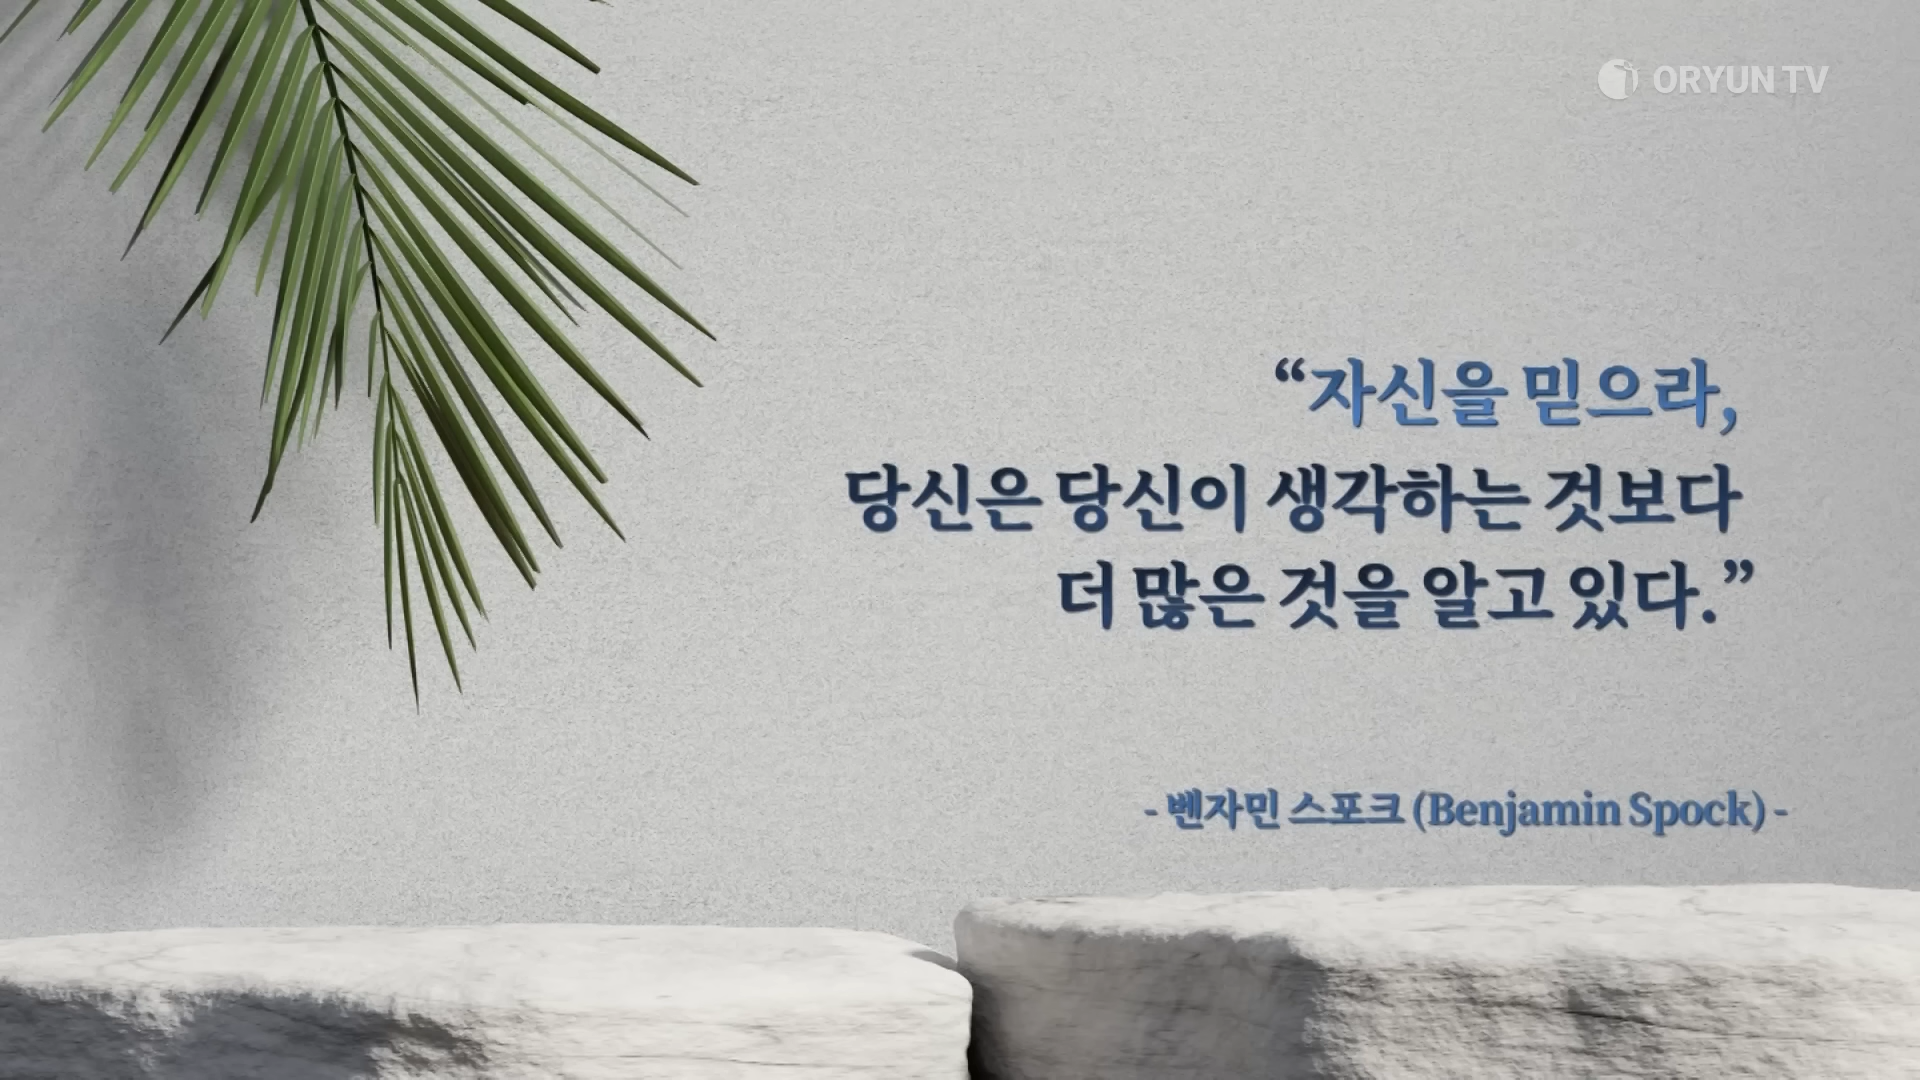 ORYUN TV
“자신을 믿으라,
당신은 당신이 생각하는 것보다
더 많은 것을 알고 있다.”
- 벤자민 스포크 (Benjamin Spock) -